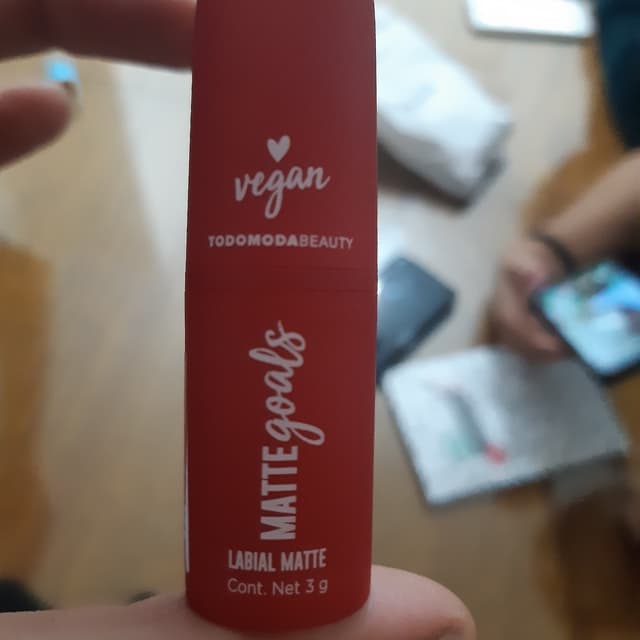 vegan
TODOMODABEAUTY
MATTE goals
LABIAL MATTE
Cont. Net 3 g